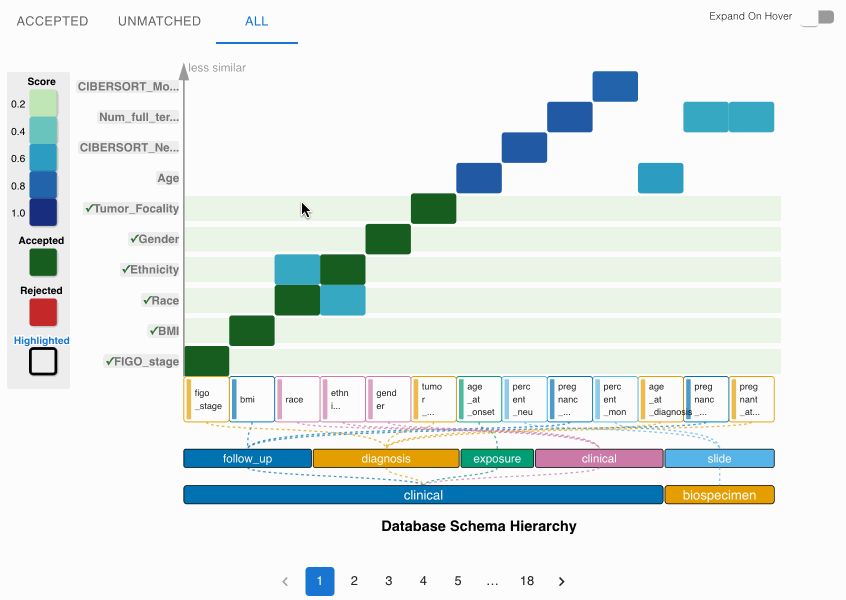 ACCEPTED UNMATCHED ALL
Expand On Hover
less similar
Score
0.2
0.4
0.6
0.8
1.0
Accepted
Rejected
Highlighted
CIBERSORT_Mo...
Num_full_ter...
CIBERSORT_Ne...
Age
✓Tumor_Focality
✓Gender
✓Ethnicity
✓Race
✓BMI
✓FIGO_stage
figo
_stage
bmi
race
ethn
i...
gend
er
tumo
r
_...
age
_at
_onset
perc
ent
_neu
preg
nanc
_...
perc
ent
_mon
age
_at
_diagnosis
preg
nanc
_...
preg
nant
_at...
follow_up diagnosis exposure clinical slide
clinical biospecimen
Database Schema Hierarchy
‹ 1 2 3 4 5 ... 18 ›